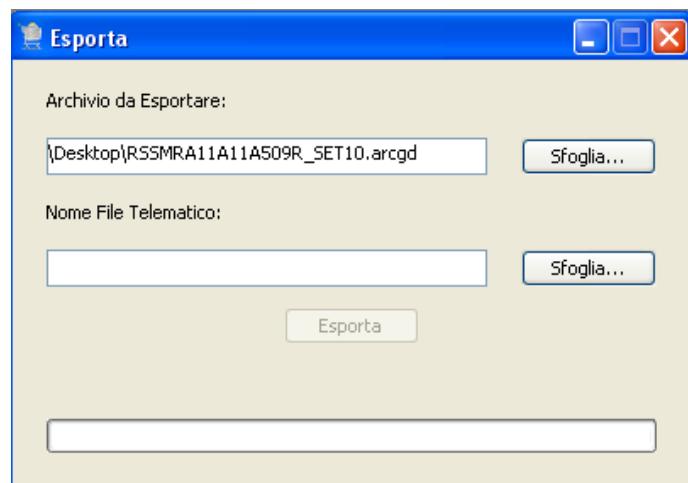 Esporta
Archivio da Esportare:
\Desktop\RSSMRA11A11A509R_SET10.arcgd
Sfoglia...
Nome File Telematico:
Sfoglia...
Esporta